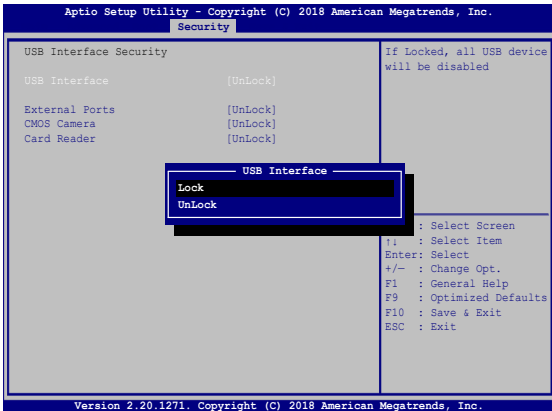 Aptio Setup Utility - Copyright (C) 2018 American Megatrends, Inc.
Security
USB Interface Security
USB Interface [UnLock]
External Ports [UnLock]
CMOS Camera [UnLock]
Card Reader [UnLock]
If Locked, all USB device
will be disabled
USB Interface
Lock
UnLock
: Select Screen
↑↓ : Select Item
Enter: Select
+/— : Change Opt.
F1 : General Help
F9 : Optimized Defaults
F10 : Save & Exit
ESC : Exit
Version 2.20.1271. Copyright (C) 2018 American Megatrends, Inc.